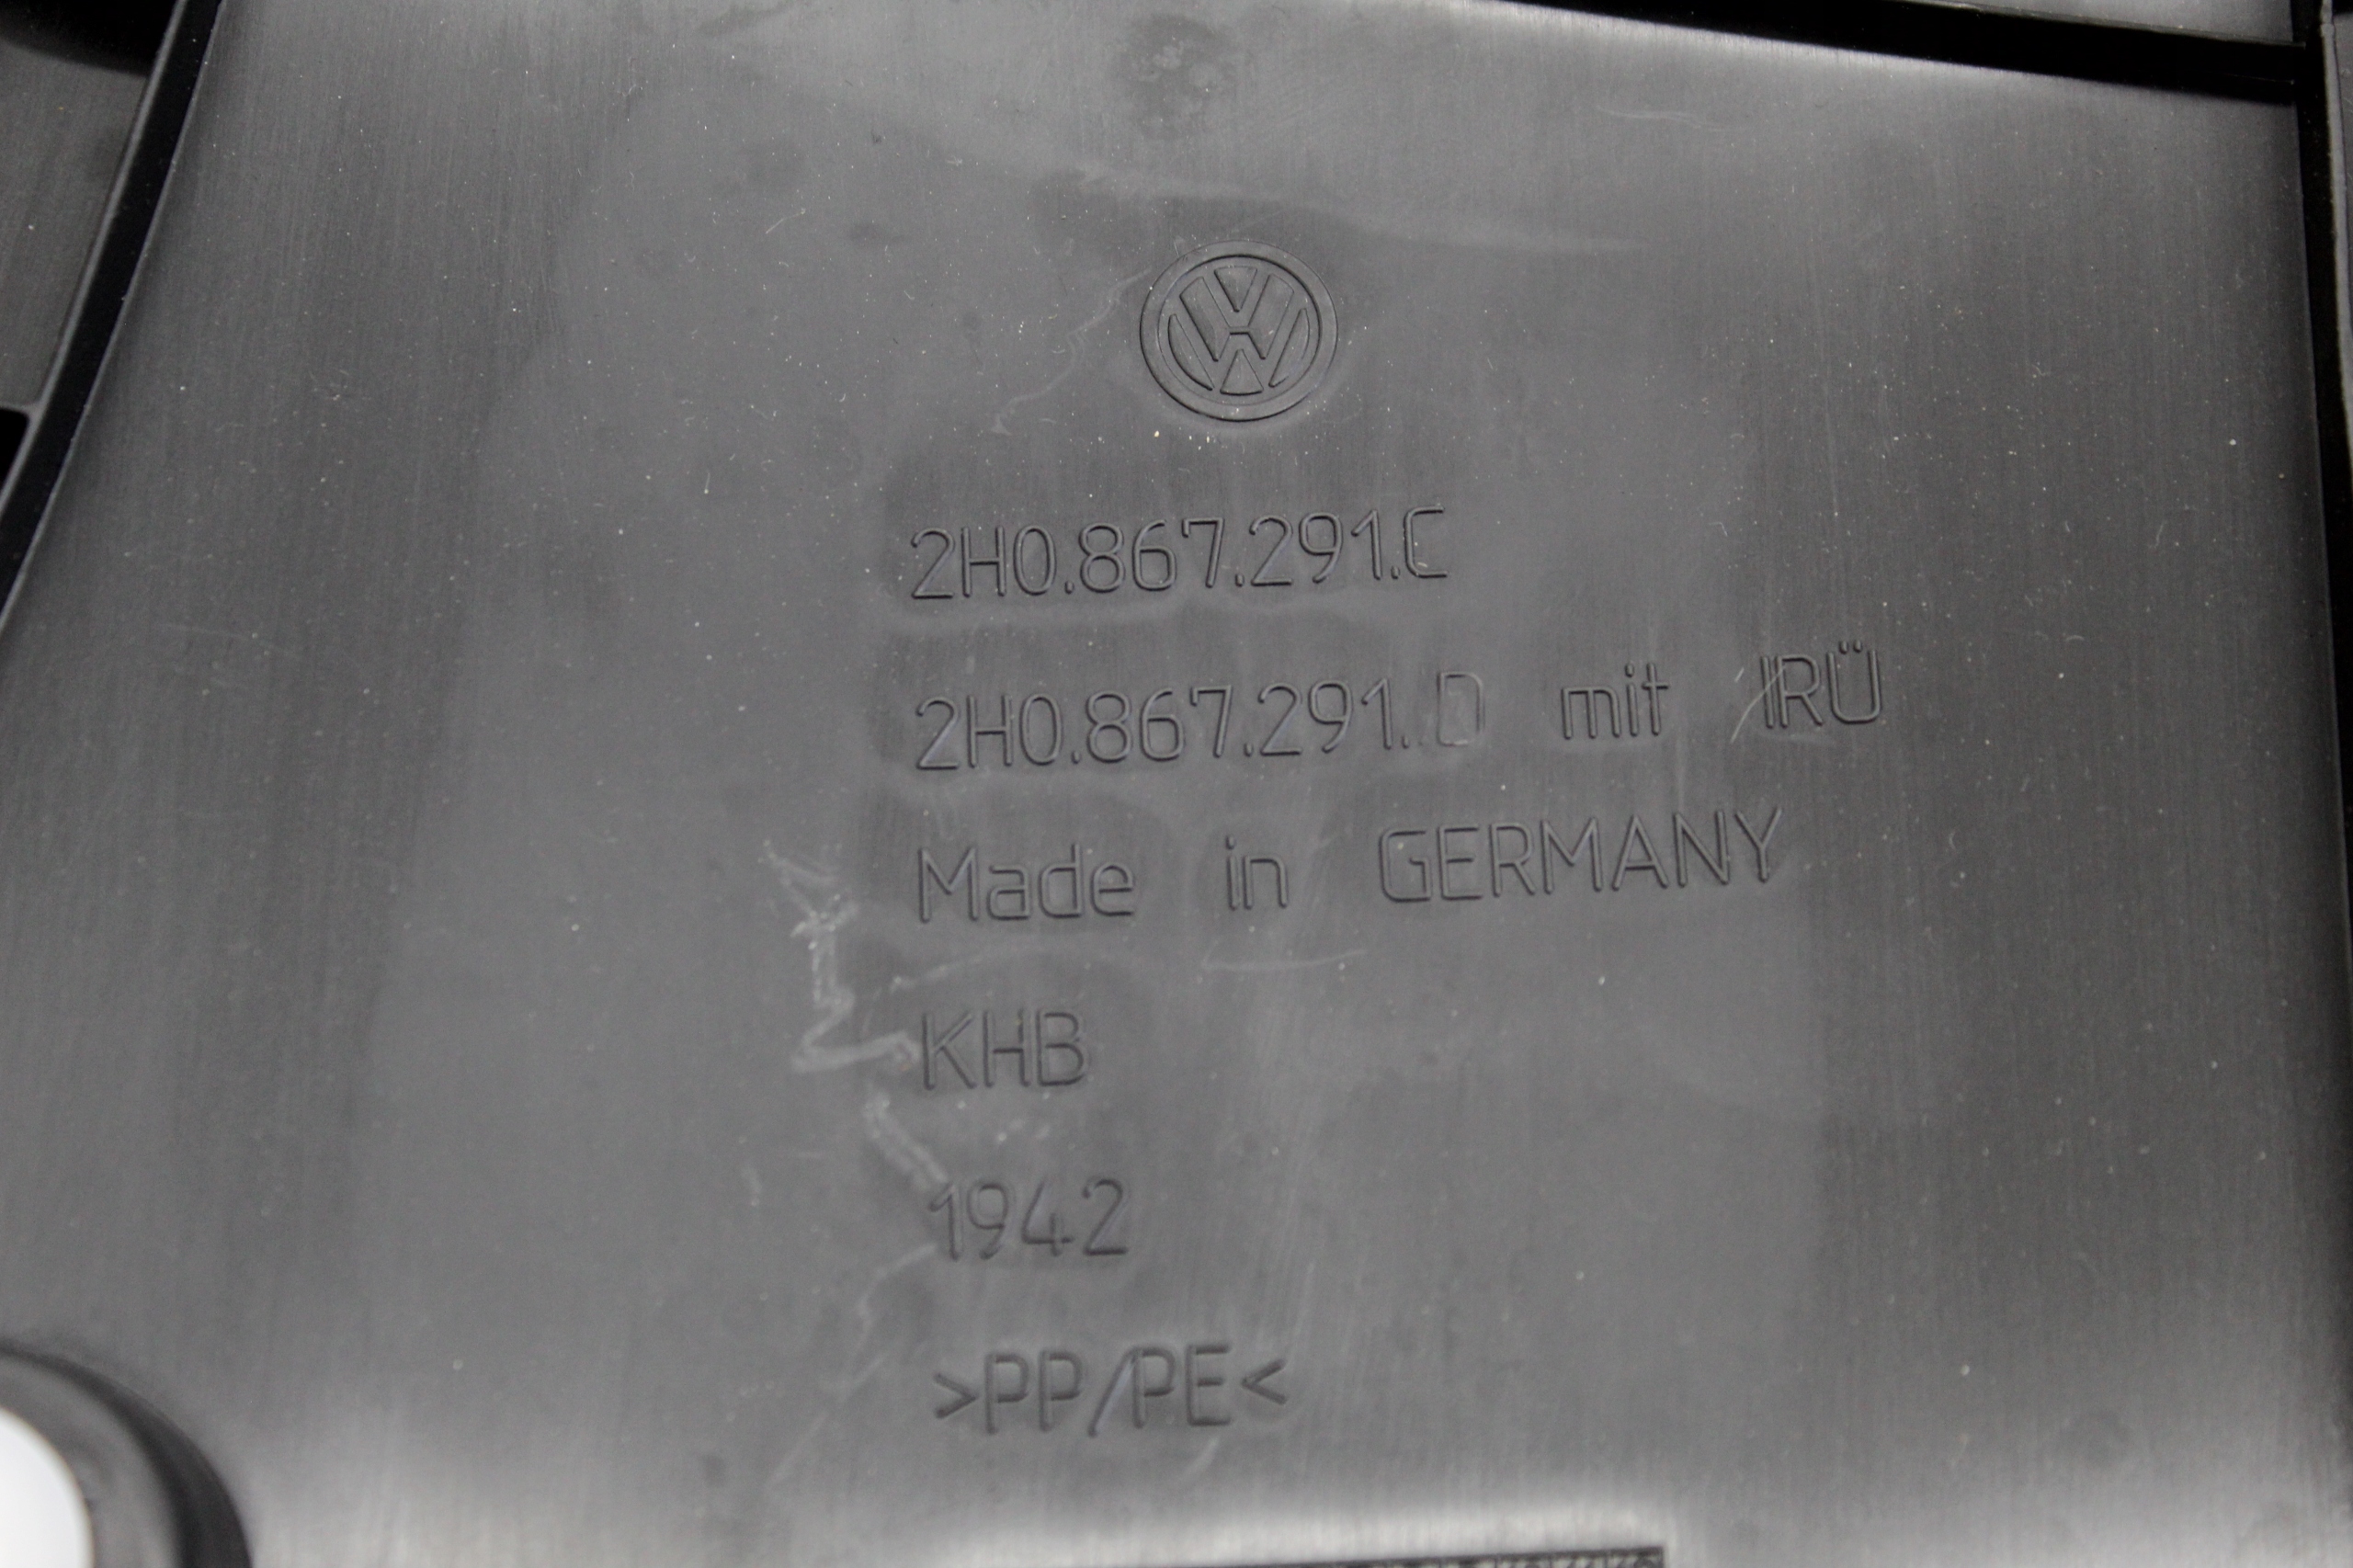 2H0.867.291.C
2H0.867.291.D mit IRÜ
Made in GERMANY
KHB
1942
>PP/PE<